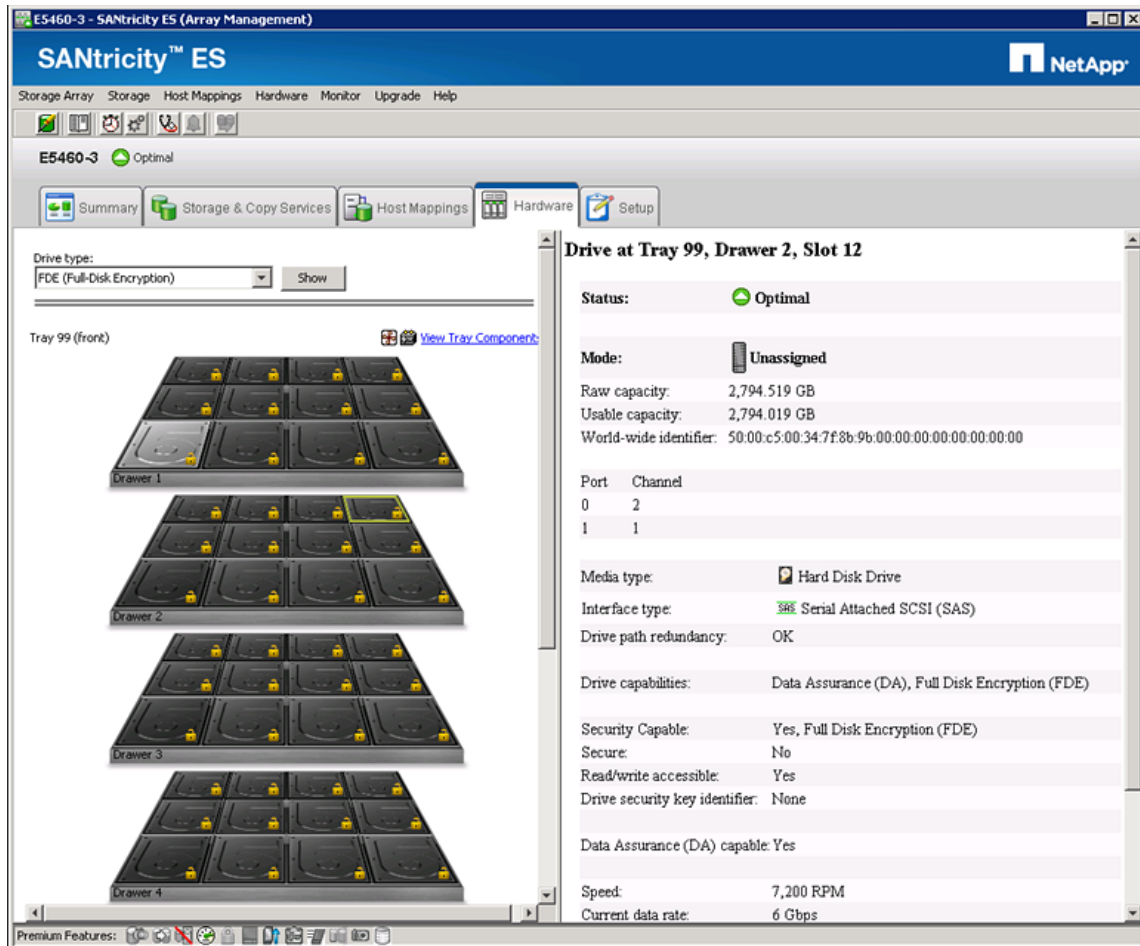 E5460-3 - SANtricity ES (Array Management)
SANtricity™ ES
NetApp
Storage Array Storage Host Mappings Hardware Monitor Upgrade Help
E5460-3 Optimal
Summary Storage & Copy Services Host Mappings Hardware Setup
Drive type:
FDE (Full-Disk Encryption) Show
Tray 99 (front) View Tray Component
Drawer 1
Drawer 2
Drawer 3
Drawer 4
Drive at Tray 99, Drawer 2, Slot 12
Status: Optimal
Mode: Unassigned
Raw capacity: 2,794.519 GB
Usable capacity: 2,794.019 GB
World-wide identifier: 50:00:c5:00:34:7f:8b:9b:00:00:00:00:00:00:00:00
Port Channel
0 2
1 1
Media type: Hard Disk Drive
Interface type: SAS Serial Attached SCSI (SAS)
Drive path redundancy: OK
Drive capabilities: Data Assurance (DA), Full Disk Encryption (FDE)
Security Capable: Yes, Full Disk Encryption (FDE)
Secure: No
Read/write accessible: Yes
Drive security key identifier: None
Data Assurance (DA) capable: Yes
Speed: 7,200 RPM
Current data rate: 6 Gbps
Premium Features: